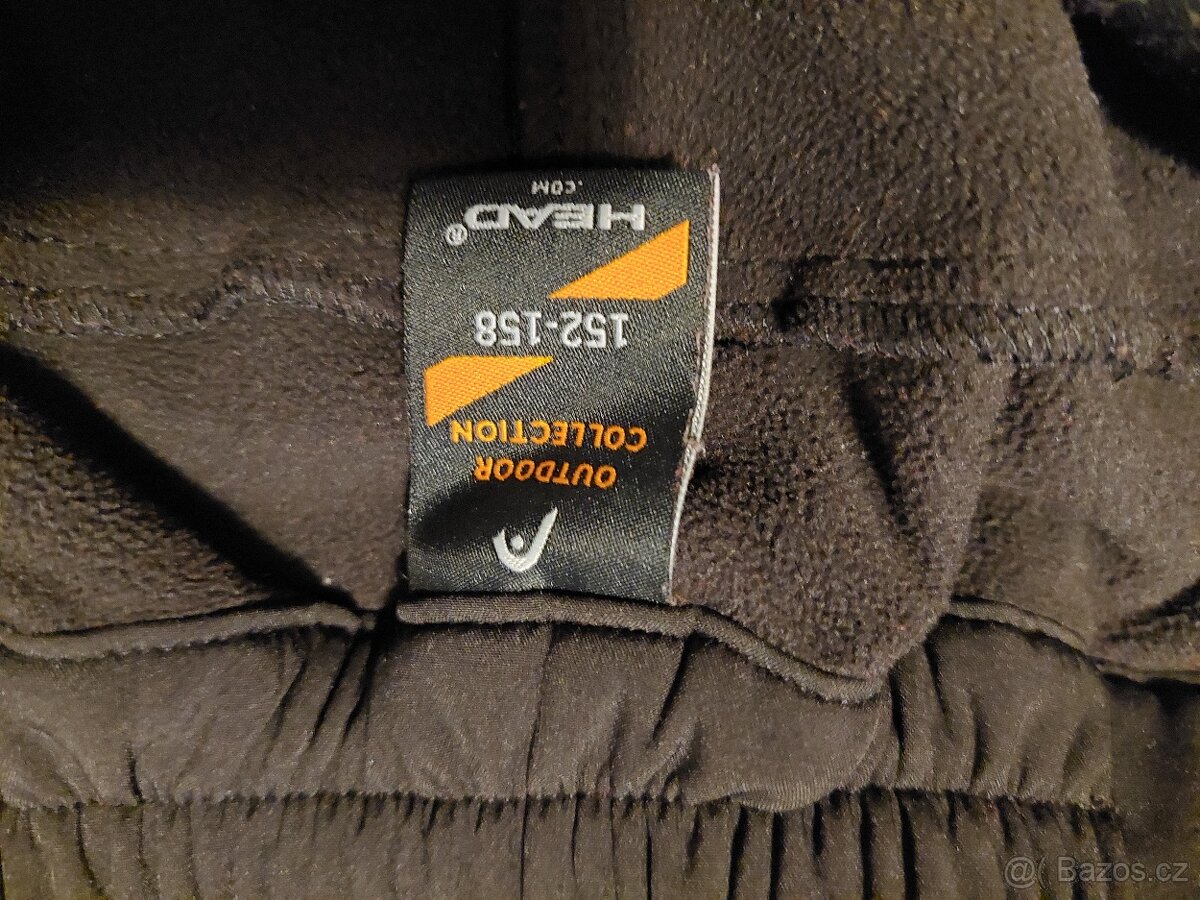 OUTDOOR
COLLECTION
152-158
HEAD®
.COM
@( Bazos.cz